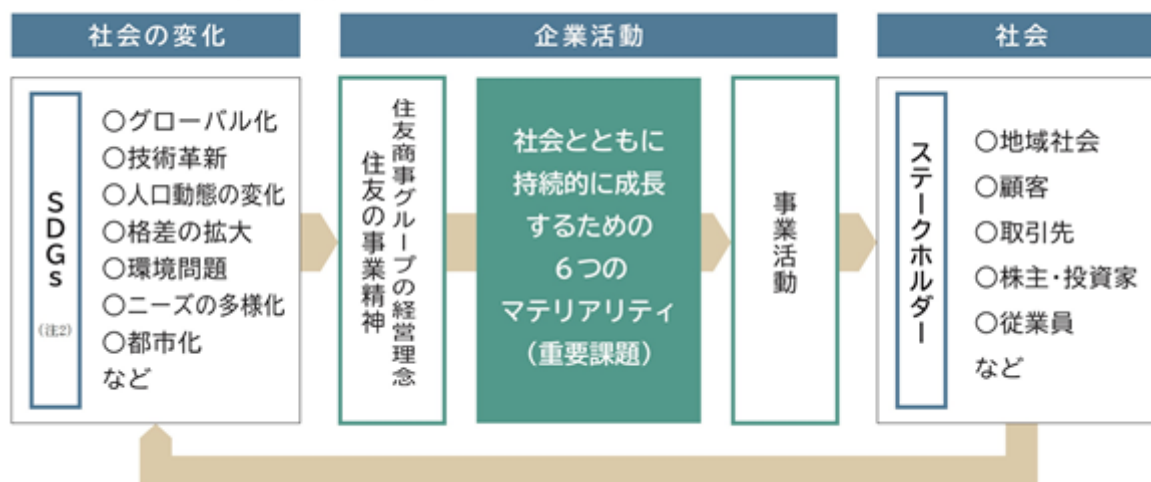 社会の変化
企業活動
社会
SDGs
(注2)
○グローバル化
○技術革新
○人口動態の変化
○格差の拡大
○環境問題
○ニーズの多様化
○都市化
など
住友商事グループの経営理念
住友の事業精神
社会とともに
持続的に成長
するための
6つの
マテリアリティ
(重要課題)
事業活動
ステークホルダー
○地域社会
○顧客
○取引先
○株主・投資家
○従業員
など